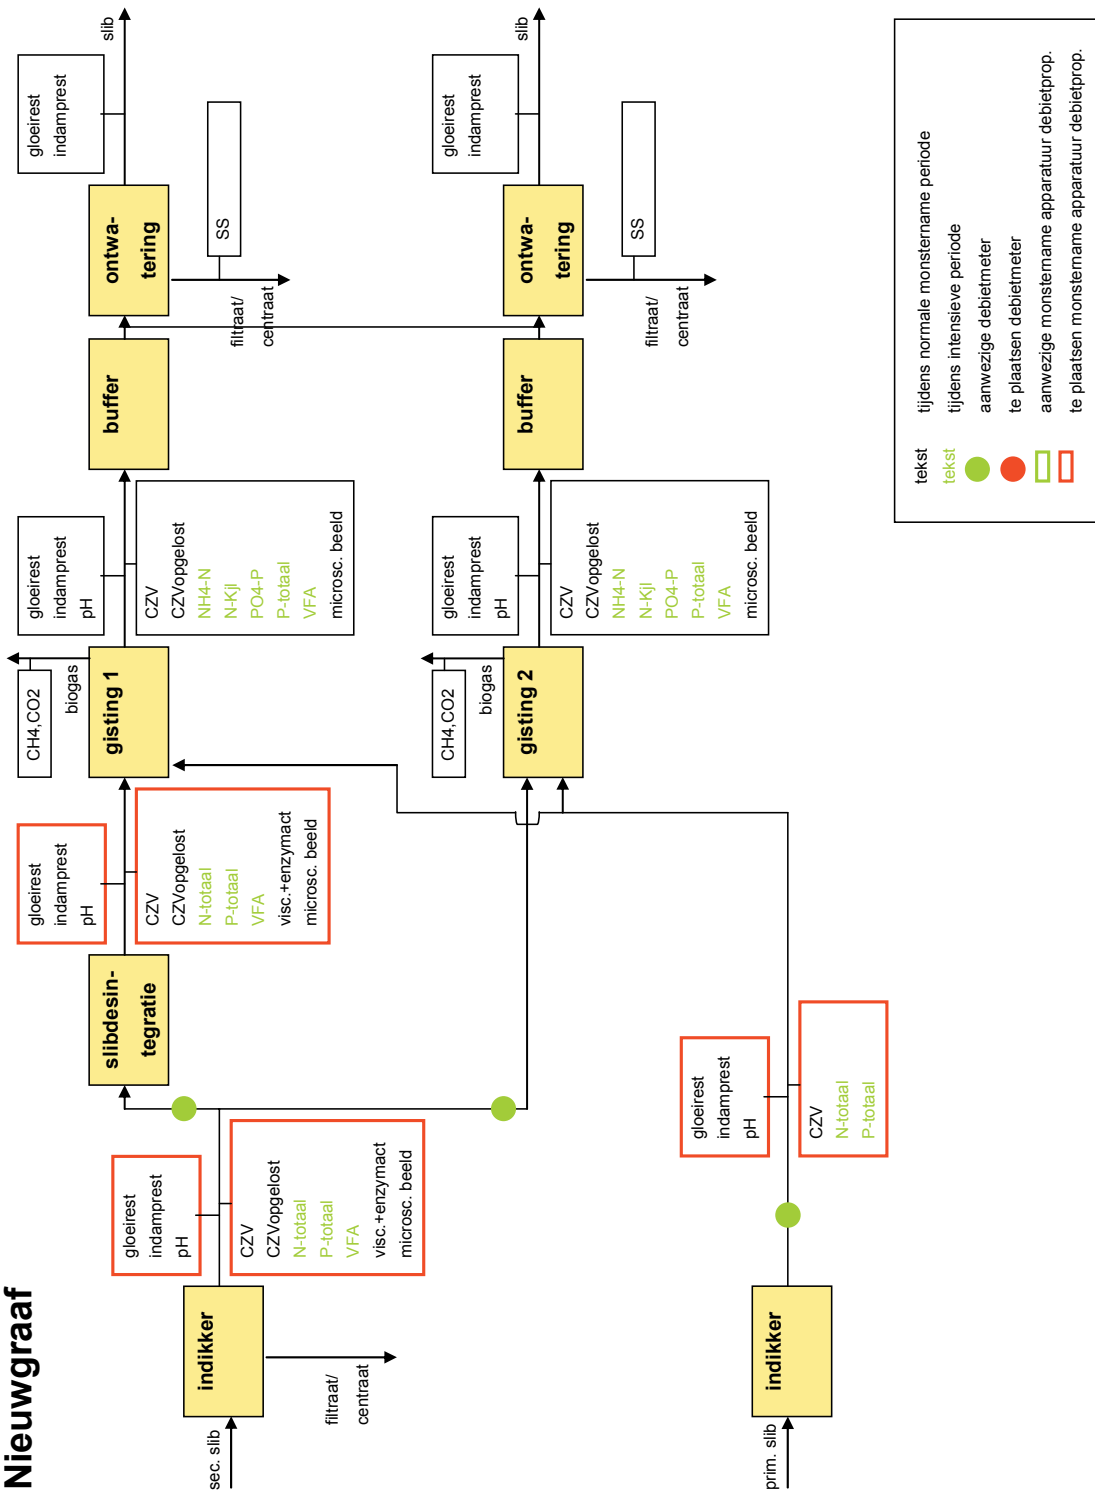 Nieuwgraaf
sec. slib
indikker
filtraat/
centraat
gloeirest
indamprest
pH
CZV
CZVopgelost
N-totaal
P-totaal
VFA
visc.+enzymact
microsc. beeld
slibdesin-
tegratie
gloeirest
indamprest
pH
CZV
CZVopgelost
N-totaal
P-totaal
VFA
visc.+enzymact
microsc. beeld
gisting 1
CH4,CO2
biogas
gloeirest
indamprest
pH
CZV
CZVopgelost
NH4-N
N-Kjl
PO4-P
P-totaal
VFA
microsc. beeld
buffer
ontwa-
tering
filtraat/
centraat
SS
gloeirest
indamprest
slib
prim. slib
indikker
gloeirest
indamprest
pH
CZV
N-totaal
P-totaal
gisting 2
CH4,CO2
biogas
gloeirest
indamprest
pH
CZV
CZVopgelost
NH4-N
N-Kjl
PO4-P
P-totaal
VFA
microsc. beeld
buffer
ontwa-
tering
filtraat/
centraat
SS
gloeirest
indamprest
slib
tekst tijdens normale monstername periode
tekst tijdens intensieve periode
aanwezige debietmeter
te plaatsen debietmeter
aanwezige monstername apparatuur debietprop.
te plaatsen monstername apparatuur debietprop.